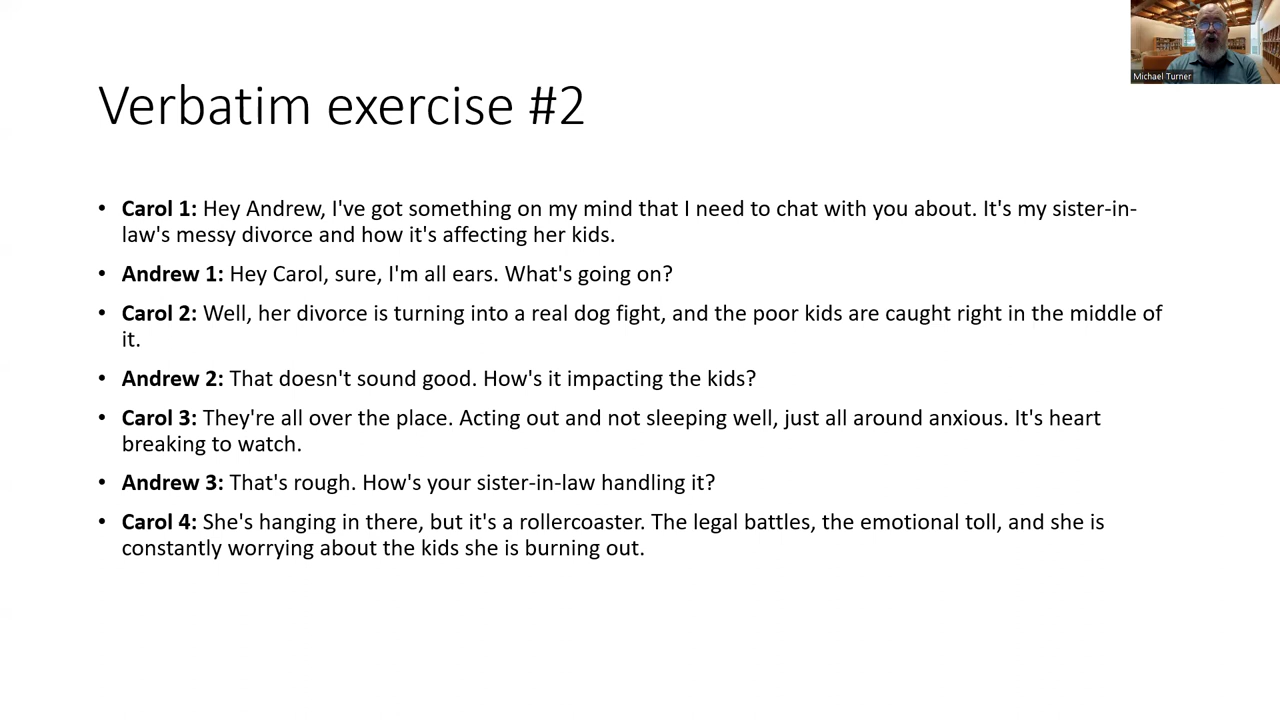 Michael Turner
Verbatim exercise #2
• Carol 1: Hey Andrew, I've got something on my mind that I need to chat with you about. It's my sister-in-
law's messy divorce and how it's affecting her kids.
• Andrew 1: Hey Carol, sure, I'm all ears. What's going on?
• Carol 2: Well, her divorce is turning into a real dog fight, and the poor kids are caught right in the middle of
it.
• Andrew 2: That doesn't sound good. How's it impacting the kids?
• Carol 3: They're all over the place. Acting out and not sleeping well, just all around anxious. It's heart
breaking to watch.
• Andrew 3: That's rough. How's your sister-in-law handling it?
• Carol 4: She's hanging in there, but it's a rollercoaster. The legal battles, the emotional toll, and she is
constantly worrying about the kids she is burning out.